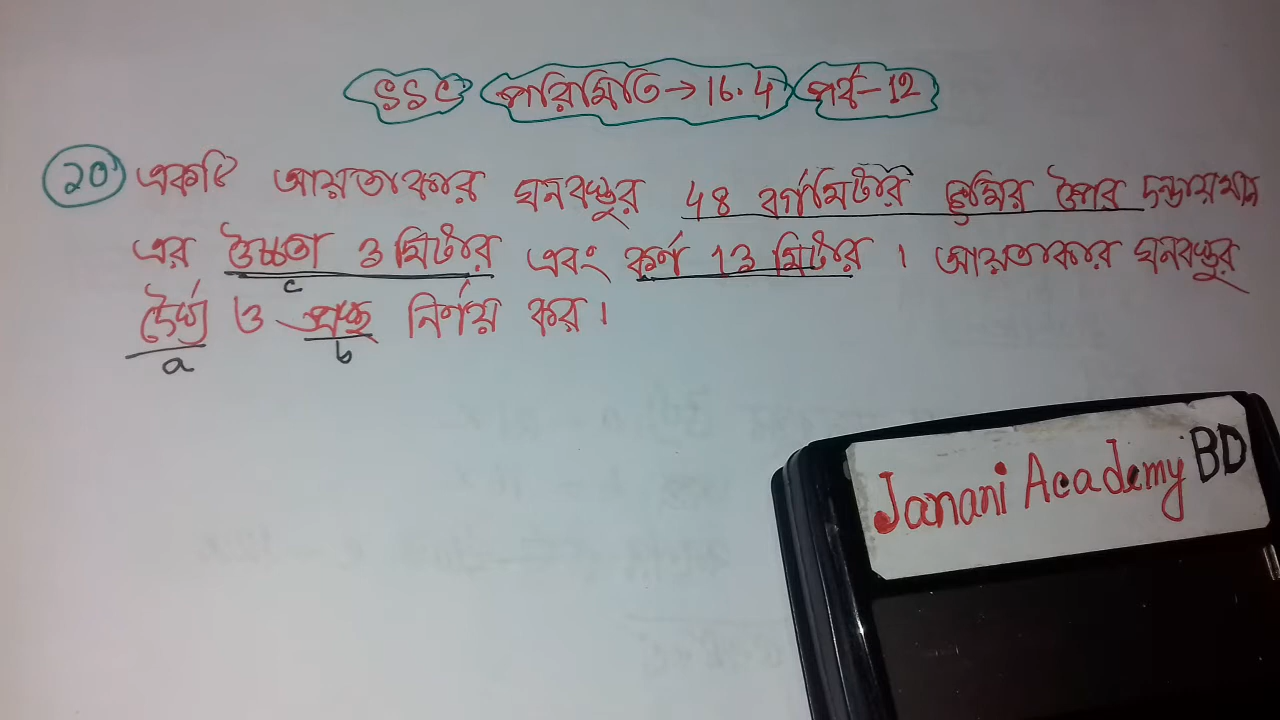 SSC পরিমিতি→16.4 পর্ব-12
২০ একটি আয়তাকার ঘনবস্তুর 48 বর্গমিটার ভূমির উপর দন্ডায়মান
এর উচ্চতা 3 মিটার এবং কর্ণ 13 মিটার । আয়তাকার ঘনবস্তুর
c
দৈর্ঘ্য ও প্রস্থ নির্ণয় কর ।
a b
Janani Academy BD